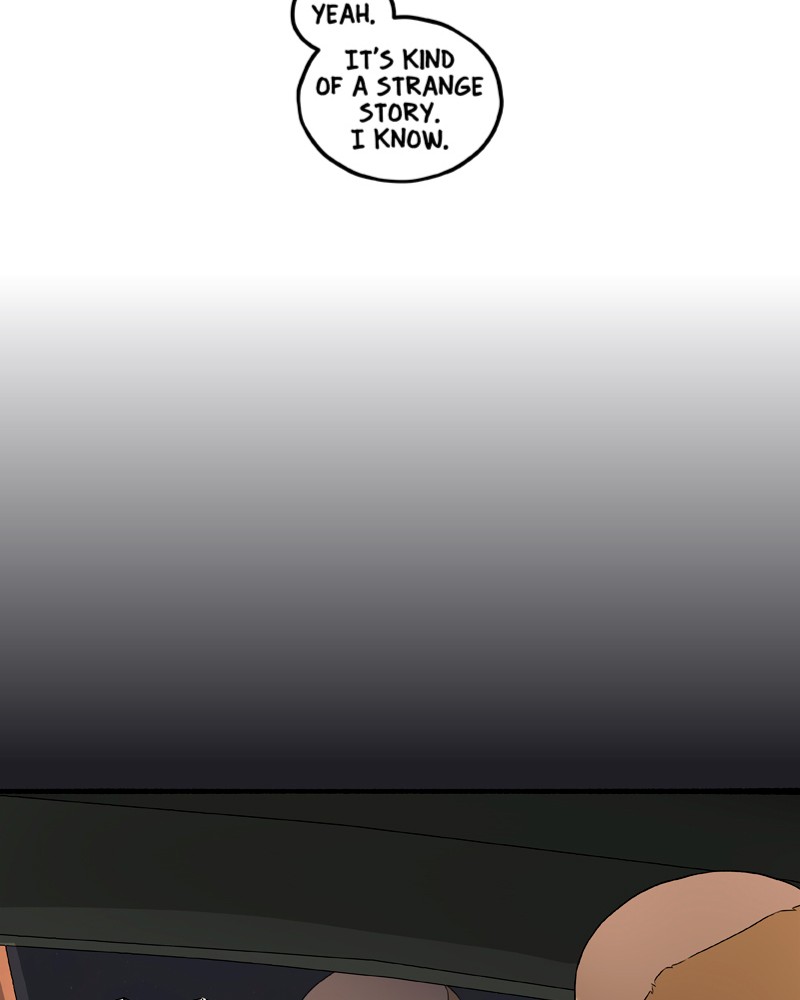 YEAH.
IT'S KIND
OF A STRANGE
STORY.
I KNOW.